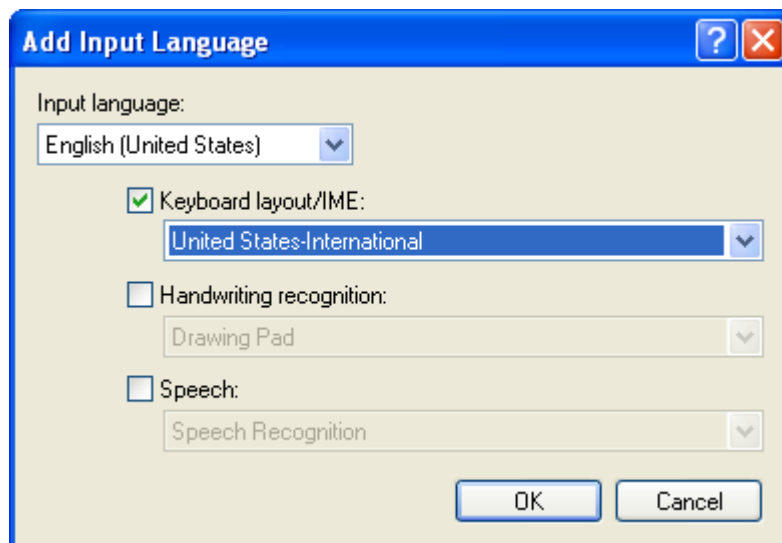 Add Input Language
Input language:
English (United States)
Keyboard layout/IME:
United States-International
Handwriting recognition:
Drawing Pad
Speech:
Speech Recognition
OK Cancel